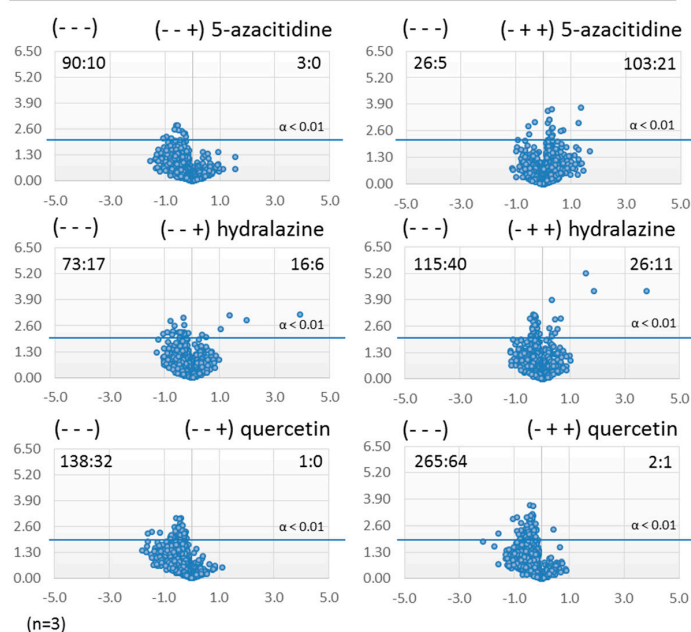 (- - -) (- - +) 5-azacitidine
90:10 3:0
6.50
5.20
3.90
2.60
1.30
0.00
α < 0.01
-5.0 -3.0 -1.0 1.0 3.0 5.0
(- - -) (- + +) 5-azacitidine
26:5 103:21
6.50
5.20
3.90
2.60
1.30
0.00
α < 0.01
-5.0 -3.0 -1.0 1.0 3.0 5.0
(- - -) (- - +) hydralazine
73:17 16:6
6.50
5.20
3.90
2.60
1.30
0.00
α < 0.01
-5.0 -3.0 -1.0 1.0 3.0 5.0
(- - -) (- + +) hydralazine
115:40 26:11
6.50
5.20
3.90
2.60
1.30
0.00
α < 0.01
-5.0 -3.0 -1.0 1.0 3.0 5.0
(- - -) (- - +) quercetin
138:32 1:0
6.50
5.20
3.90
2.60
1.30
0.00
α < 0.01
-5.0 -3.0 -1.0 1.0 3.0 5.0
(- - -) (- + +) quercetin
265:64 2:1
6.50
5.20
3.90
2.60
1.30
0.00
α < 0.01
-5.0 -3.0 -1.0 1.0 3.0 5.0
(n=3)